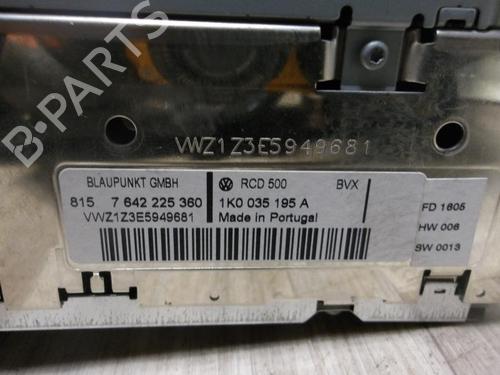 VWZ1Z3E5949681
BLAUPUNKT GMBH
RCD 500
BVX
815 7 642 225 360
1K0 035 195 A
VWZ1Z3E5949681
Made in Portugal
FD 1605
HW 006
SW 0013
B-PARTS